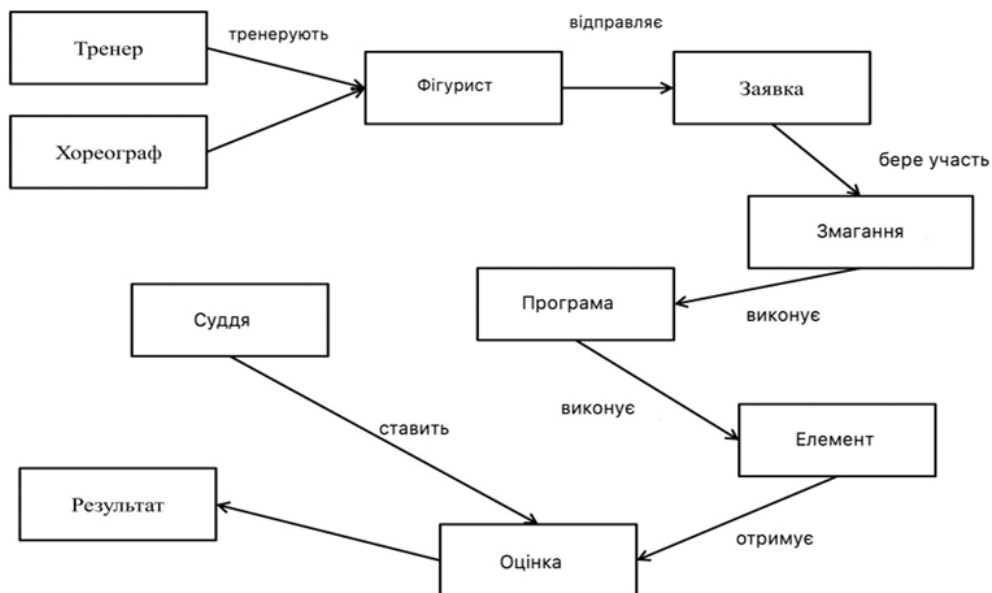 відправляє
тренерують
Тренер
Фігурист
Заявка
Хореограф
бере участь
Змагання
Програма
виконує
Суддя
виконує
ставить
Елемент
Результат
отримує
Оцінка